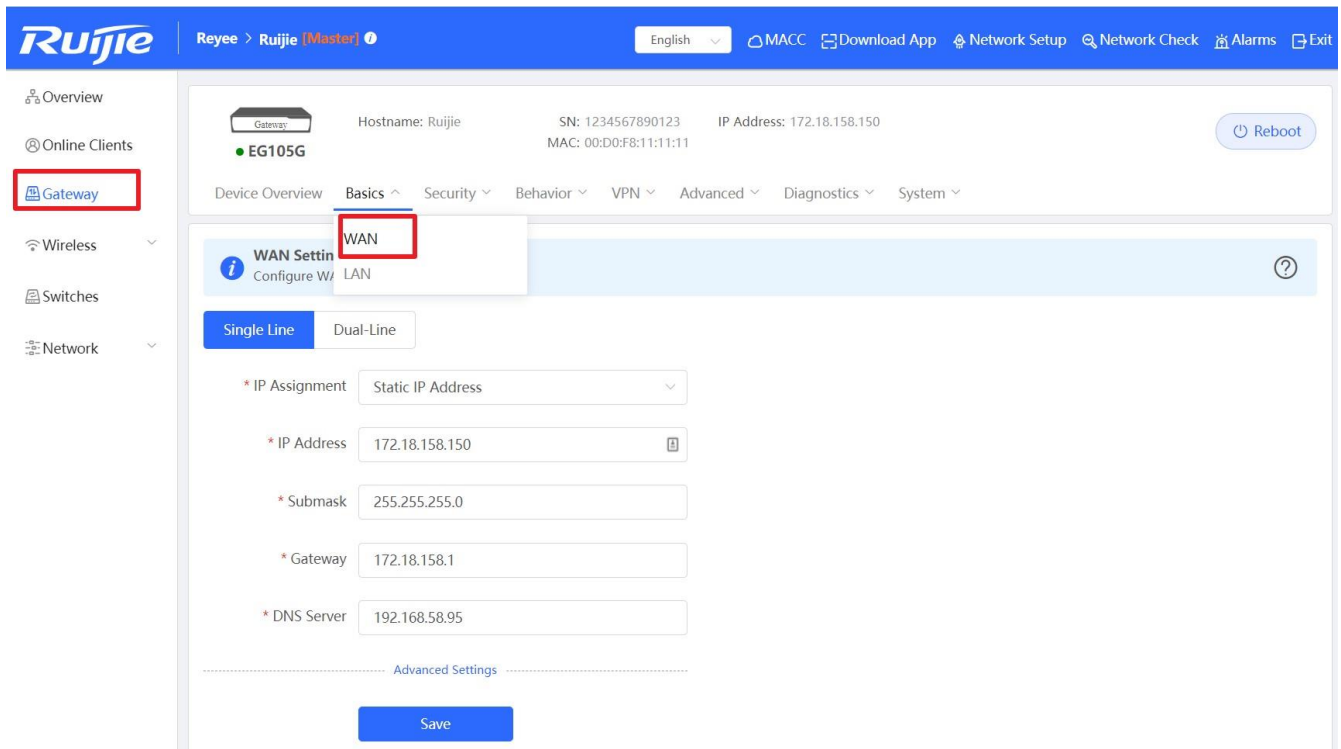 Ruijie
Reyee > Ruijie [Master]
English MACC Download App Network Setup Network Check Alarms Exit
Overview
Online Clients
Gateway
Wireless
Switches
Network
Gateway
EG105G
Hostname: Ruijie SN: 1234567890123 IP Address: 172.18.158.150
MAC: 00:D0:F8:11:11:11
Reboot
Device Overview Basics Security Behavior VPN Advanced Diagnostics System
WAN
LAN
WAN Settin
Configure WA
Single Line Dual-Line
* IP Assignment Static IP Address
* IP Address 172.18.158.150
* Submask 255.255.255.0
* Gateway 172.18.158.1
* DNS Server 192.168.58.95
Advanced Settings
Save